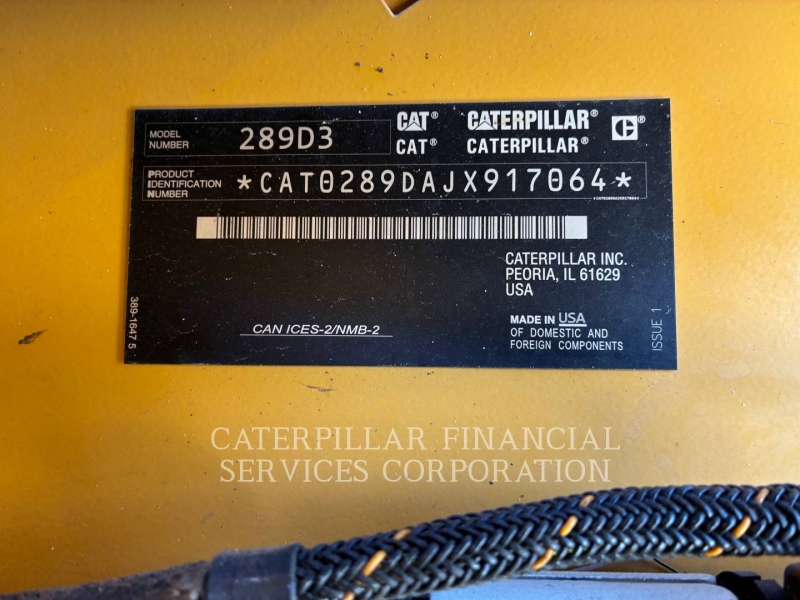 MODEL
NUMBER
289D3
CAT® CATERPILLAR® C®
CAT® CATERPILLAR®
PRODUCT
IDENTIFICATION
NUMBER
*CAT0289DAJX917064*
*CAT0289DAJX917064*
CATERPILLAR INC.
PEORIA, IL 61629
USA
389-1647 5
CAN ICES-2/NMB-2
MADE IN USA
OF DOMESTIC AND
FOREIGN COMPONENTS
ISSUE 1
CATERPILLAR FINANCIAL
SERVICES CORPORATION